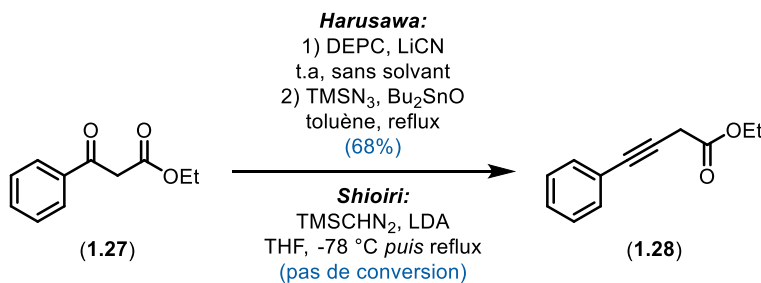 Harusawa:
1) DEPC, LiCN
t.a, sans solvant
2) TMSN₃, Bu₂SnO
toluène, reflux
(68%)
O O
OEt
(1.27)
Shioiri:
TMSCHN₂, LDA
THF, -78 °C puis reflux
(pas de conversion)
OEt
O
(1.28)